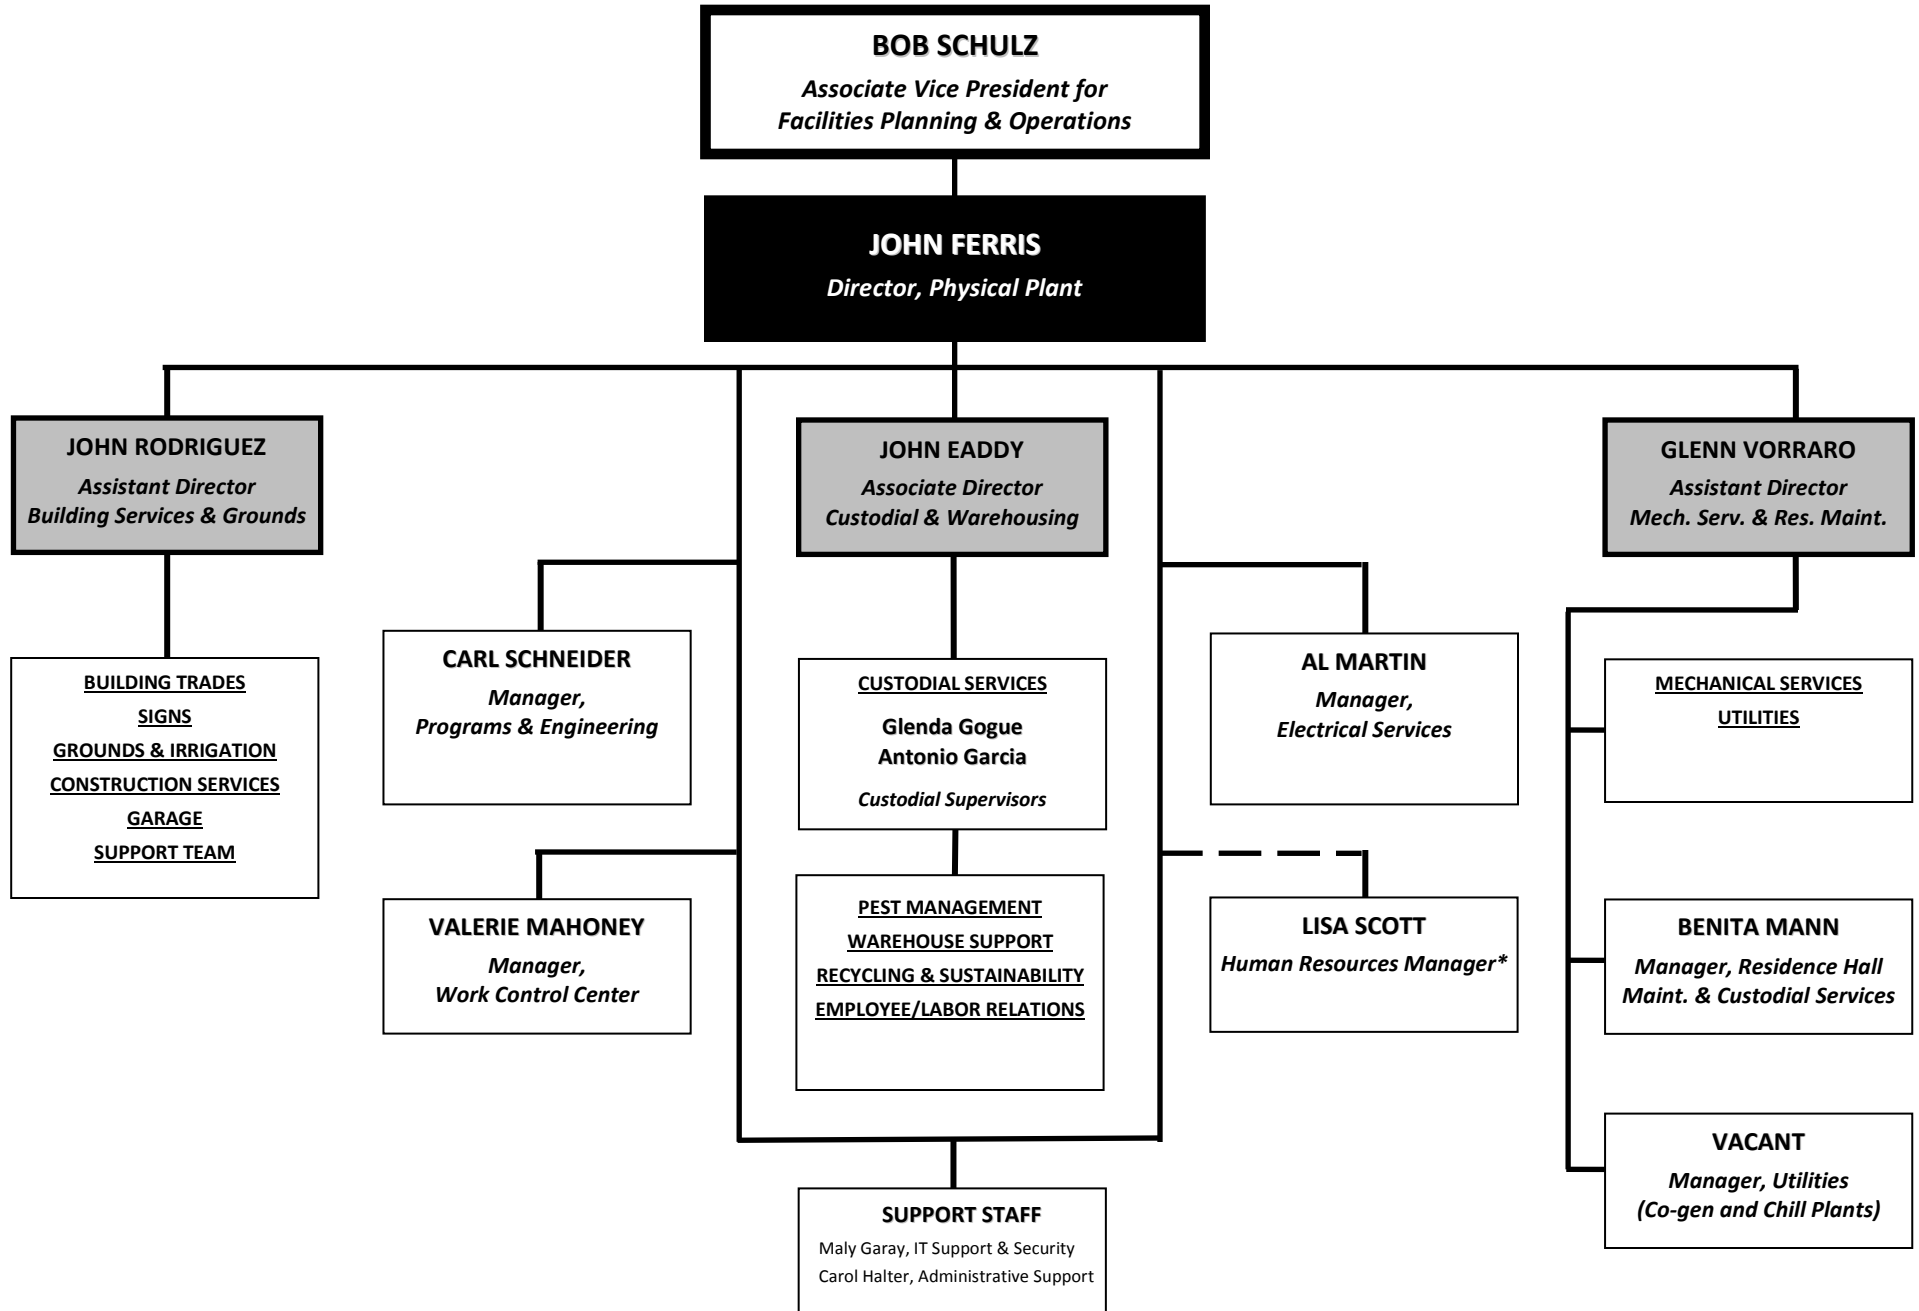 BOB SCHULZ
Associate Vice President for
Facilities Planning & Operations
JOHN FERRIS
Director, Physical Plant
JOHN RODRIGUEZ
Assistant Director
Building Services & Grounds
JOHN EADDY
Associate Director
Custodial & Warehousing
GLENN VORRARO
Assistant Director
Mech. Serv. & Res. Maint.
BUILDING TRADES
SIGNS
GROUNDS & IRRIGATION
CONSTRUCTION SERVICES
GARAGE
SUPPORT TEAM
CARL SCHNEIDER
Manager,
Programs & Engineering
CUSTODIAL SERVICES
Glenda Gogue
Antonio Garcia
Custodial Supervisors
AL MARTIN
Manager,
Electrical Services
MECHANICAL SERVICES
UTILITIES
VALERIE MAHONEY
Manager,
Work Control Center
PEST MANAGEMENT
WAREHOUSE SUPPORT
RECYCLING & SUSTAINABILITY
EMPLOYEE/LABOR RELATIONS
LISA SCOTT
Human Resources Manager*
BENITA MANN
Manager, Residence Hall
Maint. & Custodial Services
VACANT
Manager, Utilities
(Co-gen and Chill Plants)
SUPPORT STAFF
Maly Garay, IT Support & Security
Carol Halter, Administrative Support